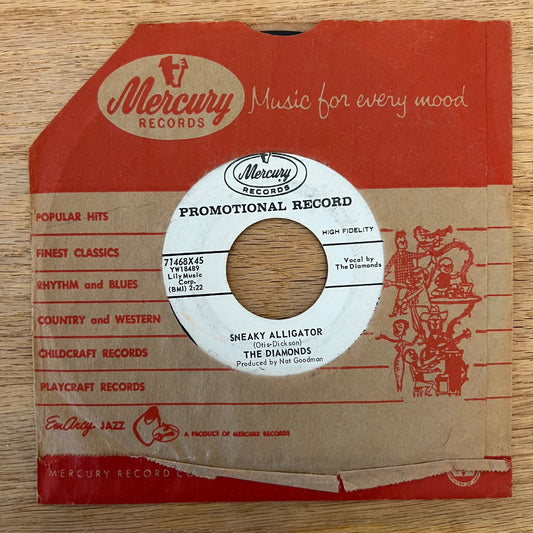 Mercury
RECORDS
Music for every mood
POPULAR HITS
FINEST CLASSICS
RHYTHM and BLUES
COUNTRY and WESTERN
CHILDCRAFT RECORDS
PLAYCRAFT RECORDS
EmArcy JAZZ
A PRODUCT OF MERCURY RECORDS
MERCURY RECORD CO
Mercury
RECORDS
PROMOTIONAL RECORD
HIGH FIDELITY
71468X45
YW18489
Lily Music
Corp.
(BMI) 2:22
Vocal by
The Diamonds
SNEAKY ALLIGATOR
(Otis-Dickson)
THE DIAMONDS
Produced by Nat Goodman